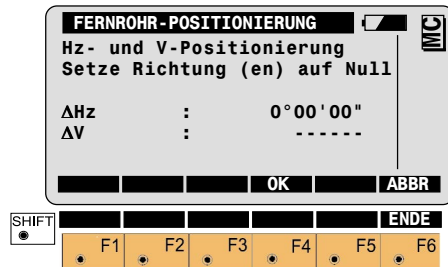 FERNROHR-POSITIONIERUNG
MC
Hz- und V-Positionierung
Setze Richtung (en) auf Null
ΔHz : 0°00'00"
ΔV : ------
OK ABBR
SHIFT ENDE
F1 F2 F3 F4 F5 F6